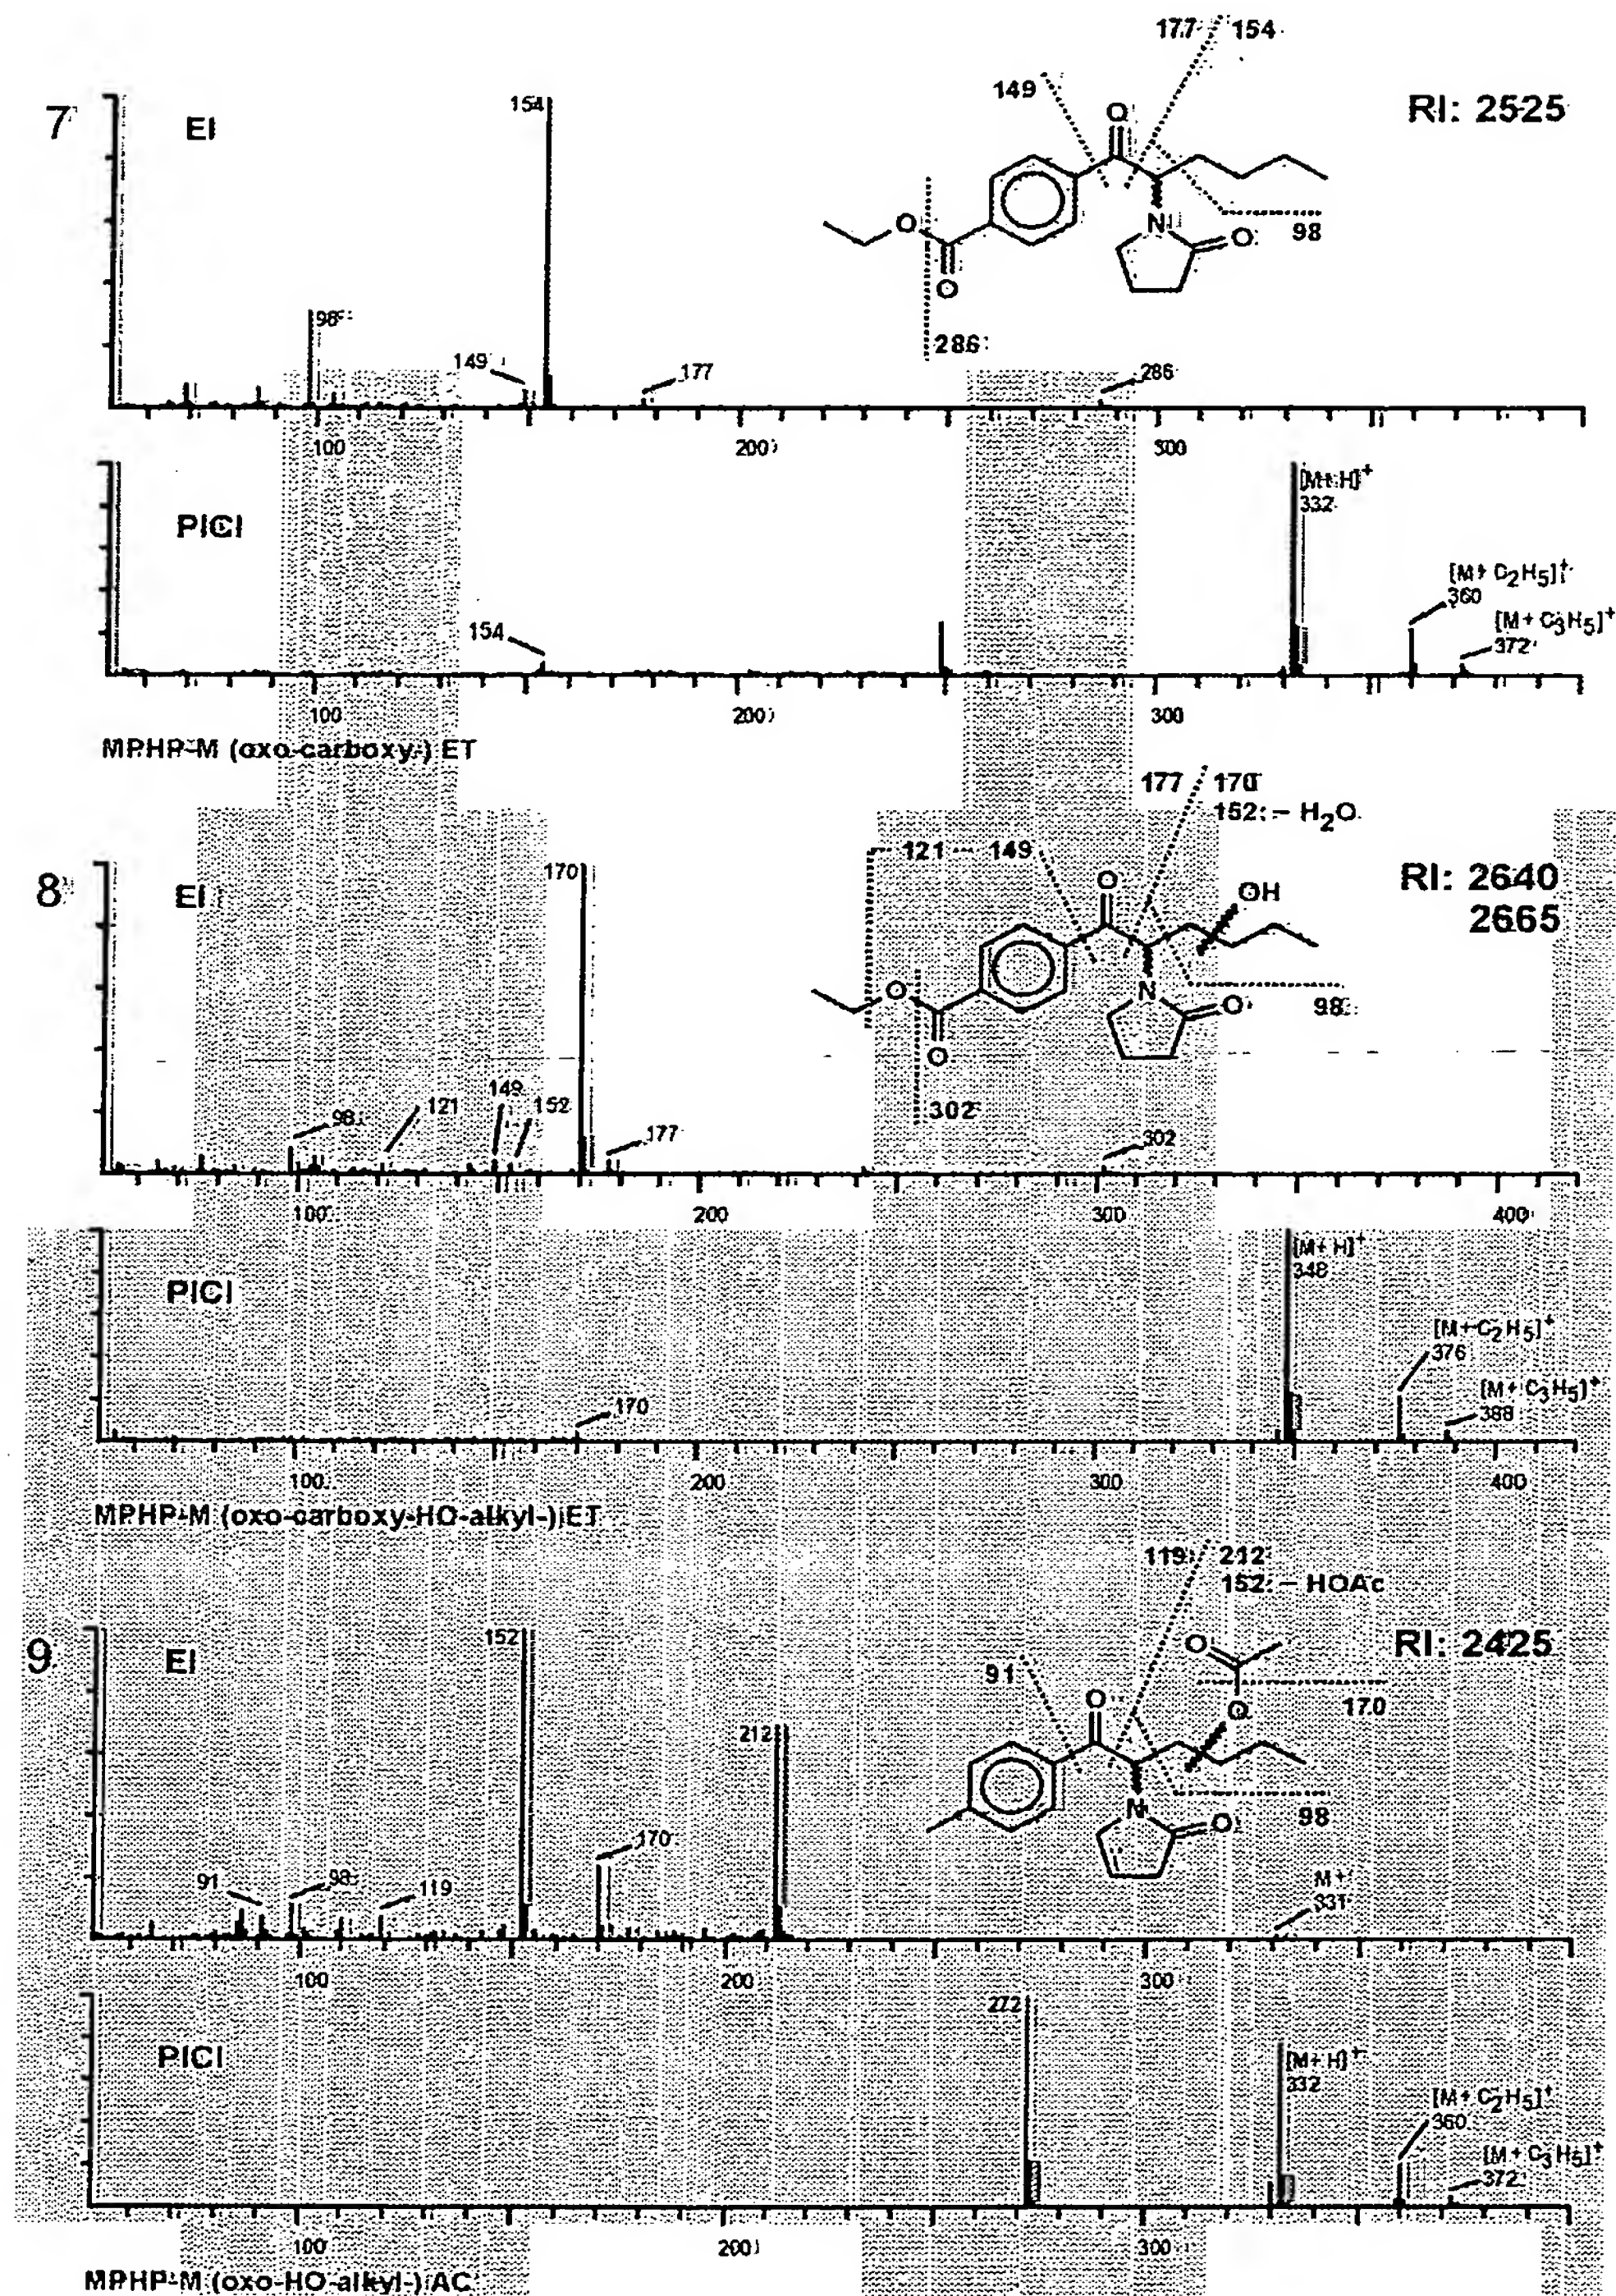 177 154
149
7 EI 154 RI: 2525
O
O N O
O
98
98
149 177
286
286
100 200 300
PICI
[M+H]+
332
[M+C2H5]+
360
[M+C3H5]+
372
154
100 200 300
MPHP-M (oxo-carboxy-) ET
177 170
152: – H2O
121 149
8 EI 170 RI: 2640
2665
O OH
O N O
O
98
302
98 121 149 152 177
302
100 200 300 400
PICI
[M+H]+
348
[M+C2H5]+
376
[M+C3H5]+
388
170
100 200 300 400
MPHP-M (oxo-carboxy-HO-alkyl-) ET
119 212
152: – HOAc
9 EI 152 RI: 2425
O
91
170
O O
212
N O
98
170
91 98 119
M+
331
100 200 300
272
PICI
[M+H]+
332
[M+C2H5]+
360
[M+C3H5]+
372
100 200 300
MPHP-M (oxo-HO-alkyl-) AC